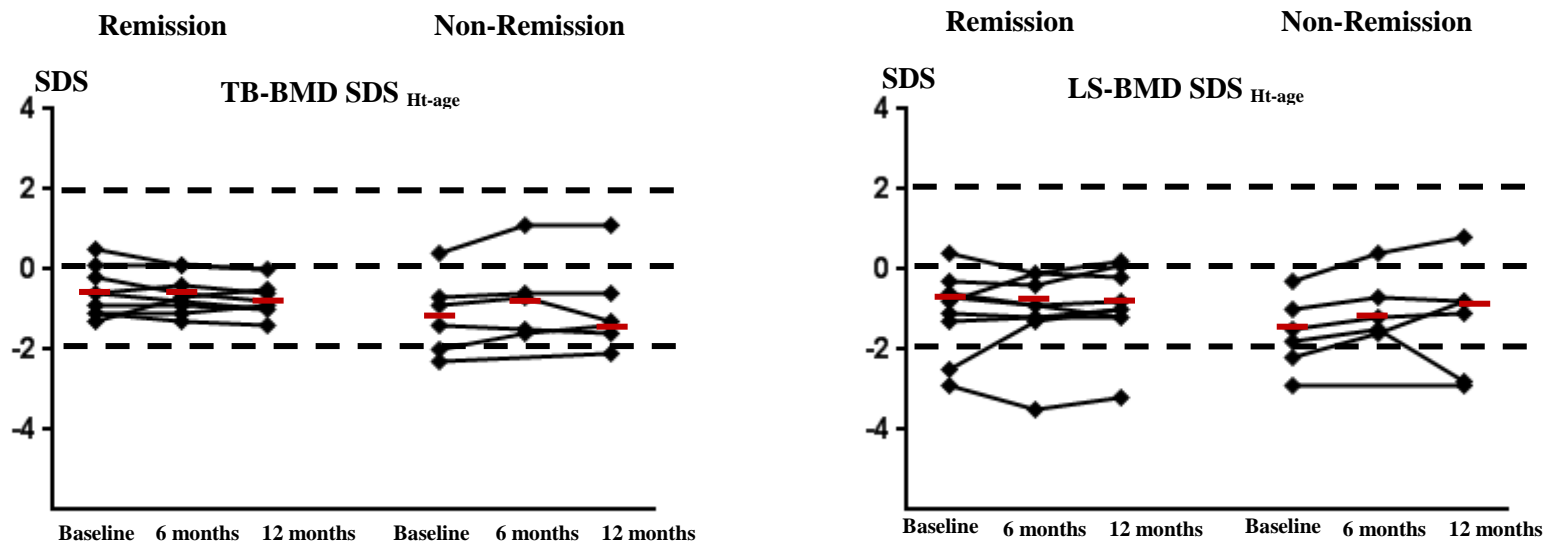 Remission Non-Remission
SDS
TB-BMD SDS Ht-age
4
2
0
-2
-4
Baseline 6 months 12 months Baseline 6 months 12 months
Remission Non-Remission
SDS
LS-BMD SDS Ht-age
4
2
0
-2
-4
Baseline 6 months 12 months Baseline 6 months 12 months